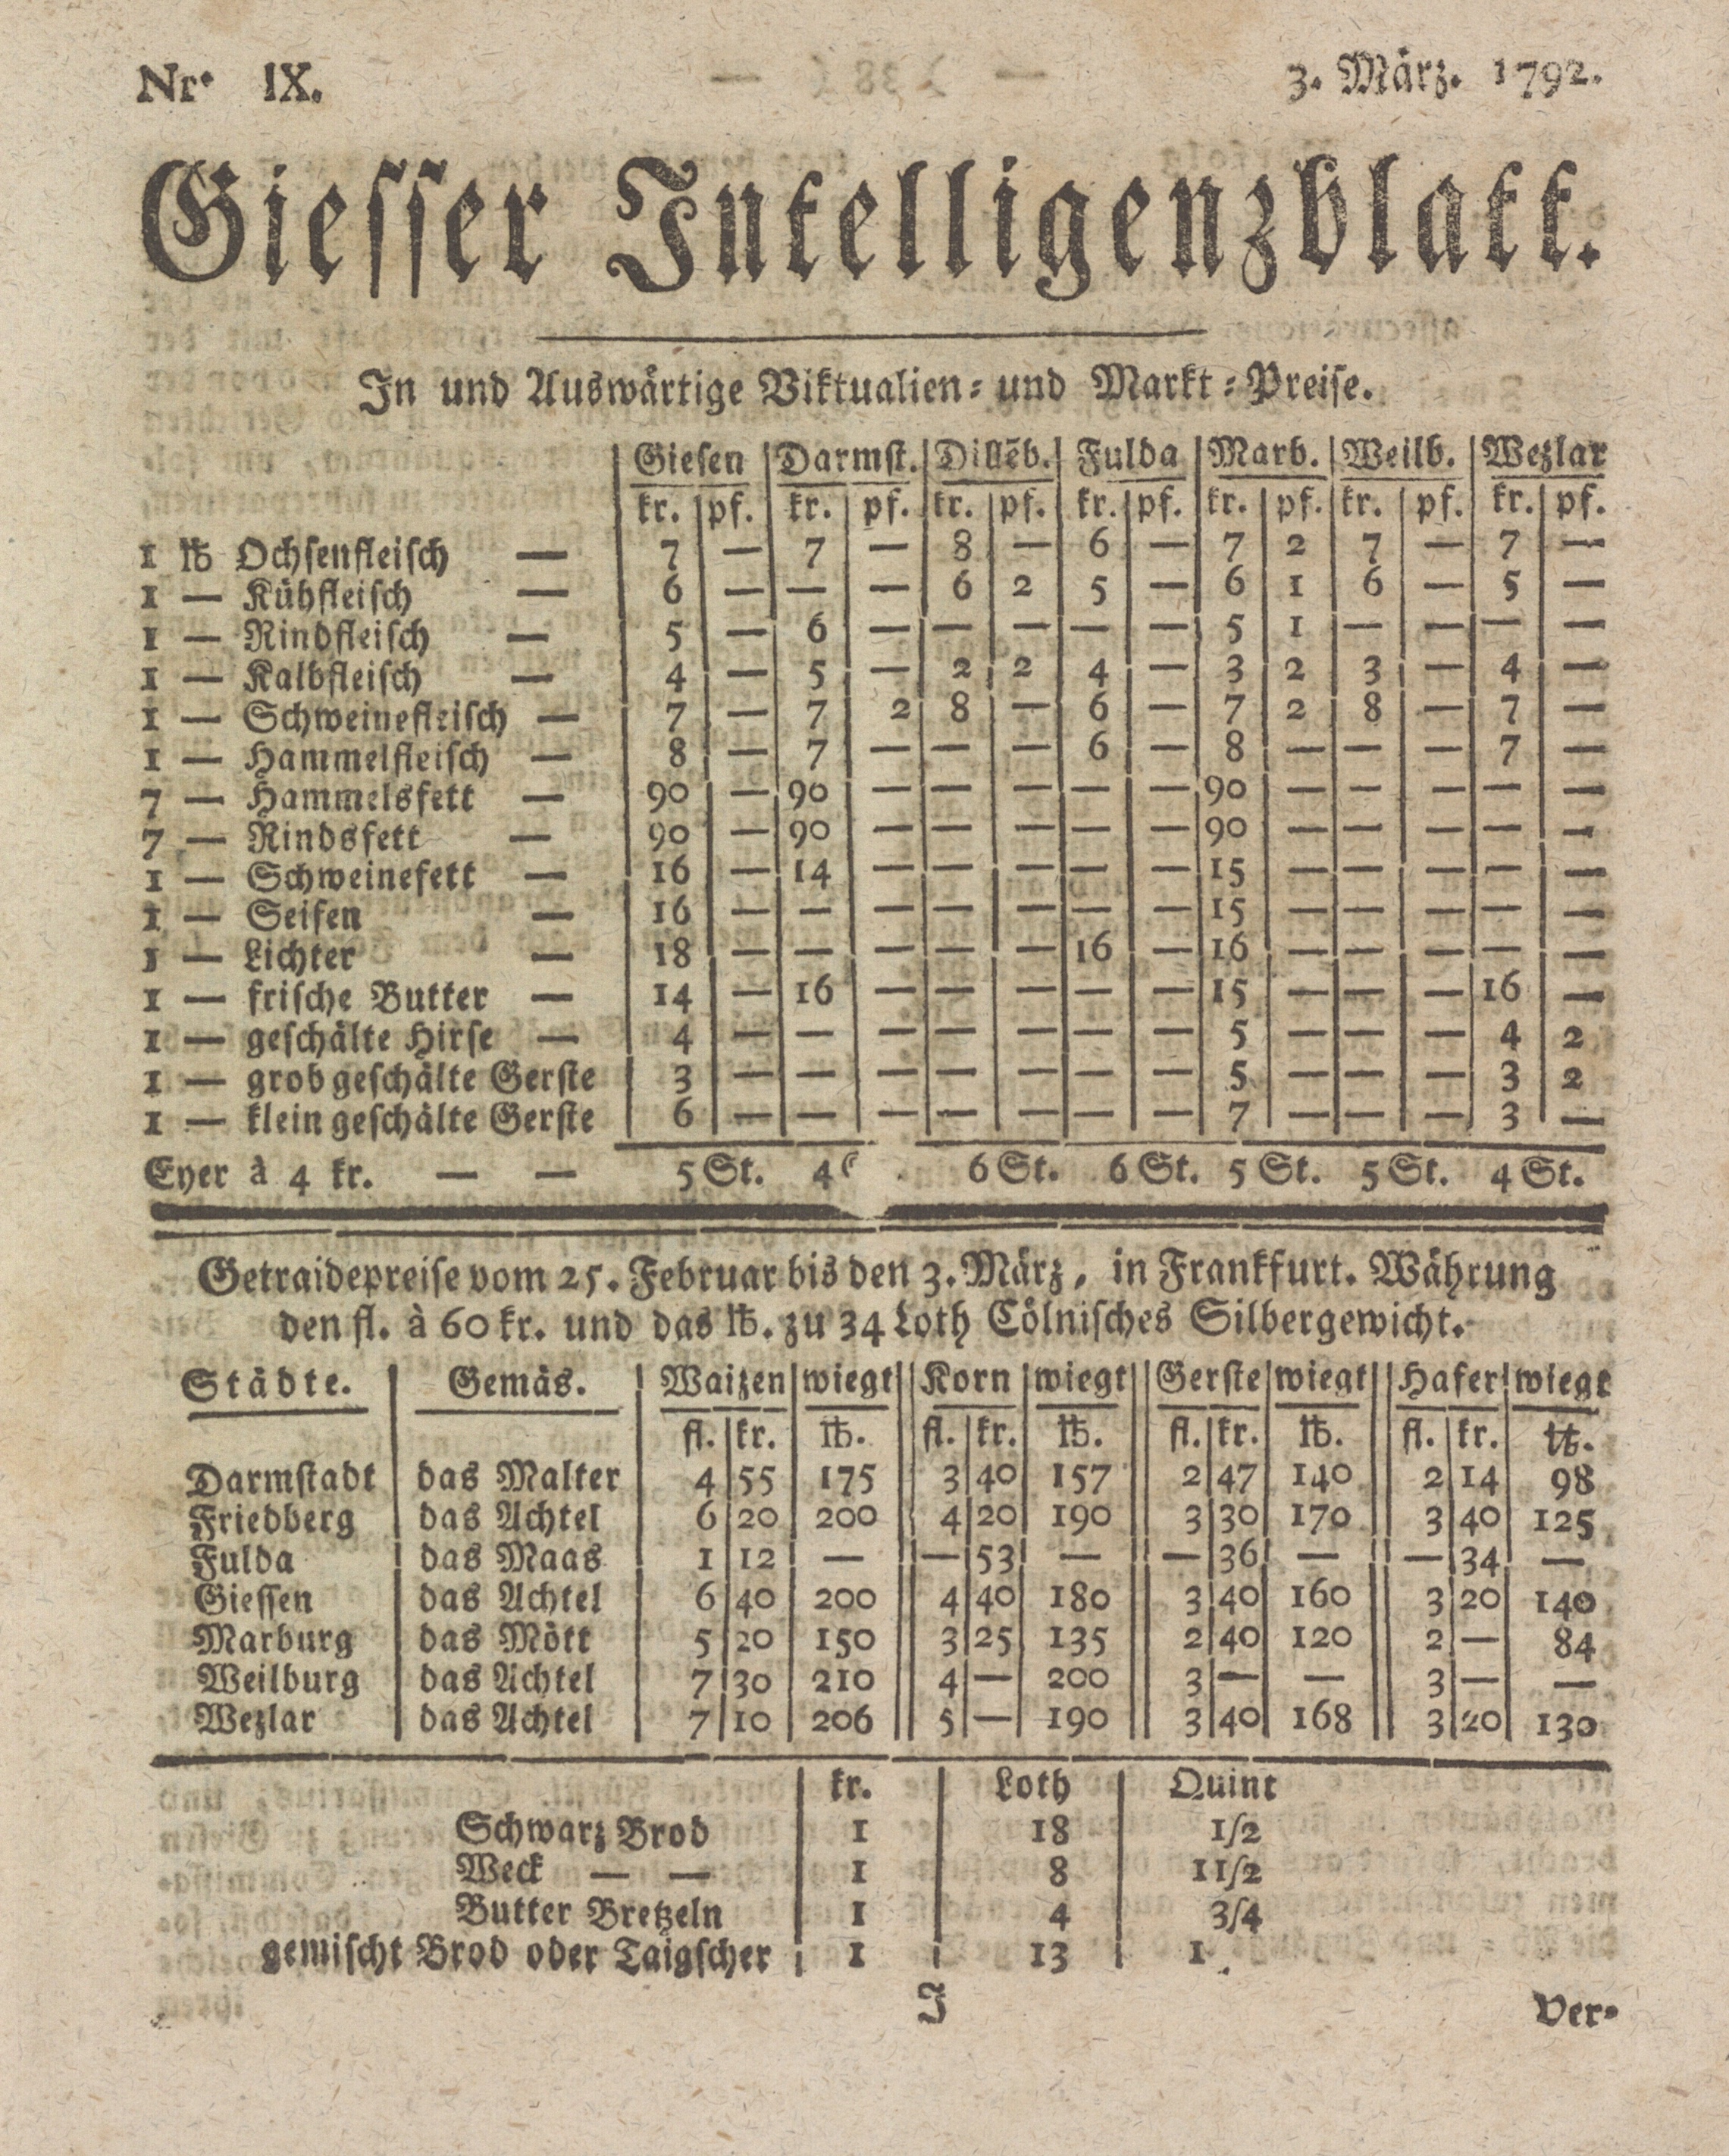 Nr. IX. 3. März. 1792.
Giesser Intelligenzblatt.
In und Auswärtige Viktualien= und Markt=Preise.
Giesen Darmst. Dillēb. Fulda Marb. Weilb. Wezlar
kr. pf. kr. pf. kr. pf. kr. pf. kr. pf. kr. pf. kr. pf.
1 ℔ Ochsenfleisch — 7 — 7 — 8 — 6 — 7 2 7 — 7 —
1 — Kühfleisch — 6 — — — 6 2 5 — 6 1 6 — 5 —
1 — Rindfleisch — 5 — 6 — — — — — 5 1 — — — —
1 — Kalbfleisch — 4 — 5 — 2 2 4 — 3 2 3 — 4 —
1 — Schweinefleisch — 7 — 7 2 8 — 6 — 7 2 8 — 7 —
1 — Hammelfleisch — 8 — 7 — — — 6 — 8 — — — 7 —
7 — Hammelsfett — 90 — 90 — — — — — 90 — — — — —
7 — Rindsfett — 90 — 90 — — — — — 90 — — — — —
1 — Schweinefett — 16 — 14 — — — — — 15 — — — — —
1 — Seifen — 16 — — — — — — — 15 — — — — —
1 — Lichter — 18 — — — — — 16 — 16 — — — — —
1 — frische Butter — 14 — 16 — — — — — 15 — — — 16 —
1 — geschälte Hirse — 4 — — — — — — — 5 — — — 4 2
1 — grob geschälte Gerste 3 — — — — — — — 5 — — — 3 2
1 — klein geschälte Gerste 6 — — — — — — — 7 — — — 3 —
Eyer à 4 kr. — — 5 St. 4 6 St. 6 St. 5 St. 5 St. 4 St.
Getraidepreise vom 25. Februar bis den 3. März, in Frankfurt. Währung
den fl. à 60 kr. und das ℔. zu 34 Loth Cölnisches Silbergewicht.
Städte. Gemäs. Waizen wiegt Korn wiegt Gerste wiegt Hafer wiegt
fl. kr. ℔. fl. kr. ℔. fl. kr. ℔. fl. kr. ℔.
Darmstadt das Malter 4 55 175 3 40 157 2 47 140 2 14 98
Friedberg das Achtel 6 20 200 4 20 190 3 30 170 3 40 125
Fulda das Maas 1 12 — — 53 — — 36 — — 34 —
Giessen das Achtel 6 40 200 4 40 180 3 40 160 3 20 140
Marburg das Mött 5 20 150 3 25 135 2 40 120 2 — 84
Weilburg das Achtel 7 30 210 4 — 200 3 — — 3 — —
Wezlar das Achtel 7 10 206 5 — 190 3 40 168 3 20 130
kr. Loth Quint
Schwarz Brod 1 18 1/2
Weck — — 1 8 11/2
Butter Bretzeln 1 4 3/4
gemischt Brod oder Taigscher 1 13 1
J Ver=